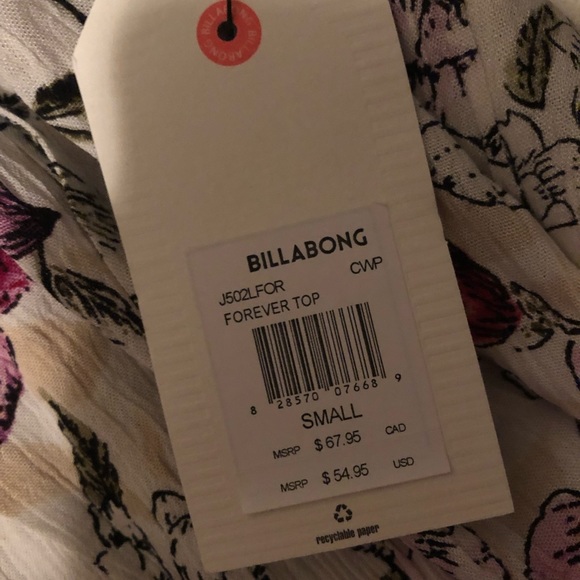 BILLABONG
BILLABONG
J502LFOR CWP
FOREVER TOP
8 28570 07668 9
SMALL
MSRP $67.95 CAD
MSRP $54.95 USD
recyclable paper